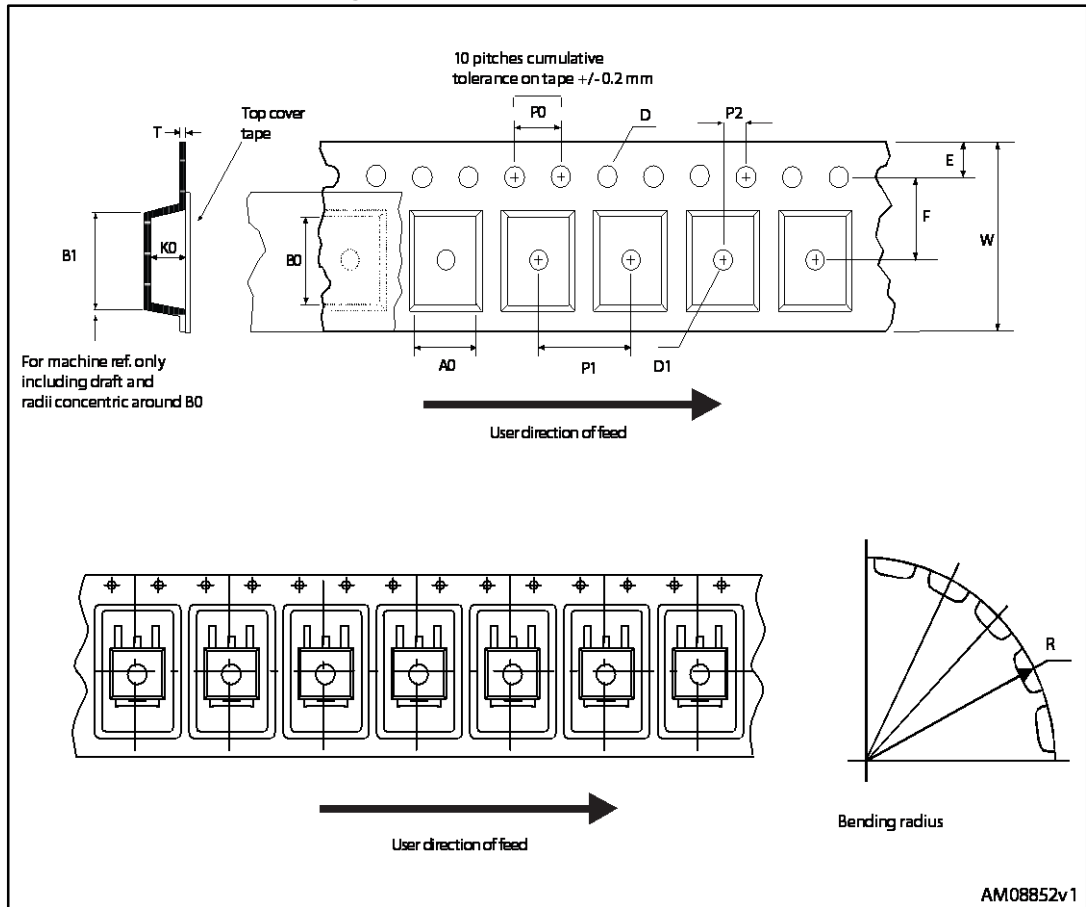 10 pitches cumulative
tolerance on tape +/- 0.2 mm
Top cover
tape
T
P0
D
P2
E
F
W
B1
K0
B0
For machine ref. only
including draft and
radii concentric around B0
A0
P1
D1
User direction of feed
R
Bending radius
User direction of feed
AM08852v1